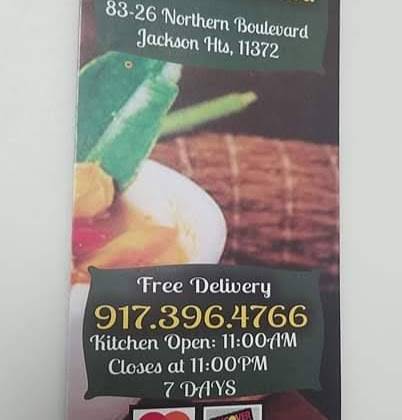 83-26 Northern Boulevard
Jackson Hts, 11372
Free Delivery
917.396.4766
Kitchen Open: 11:00AM
Closes at 11:00PM
7 DAYS